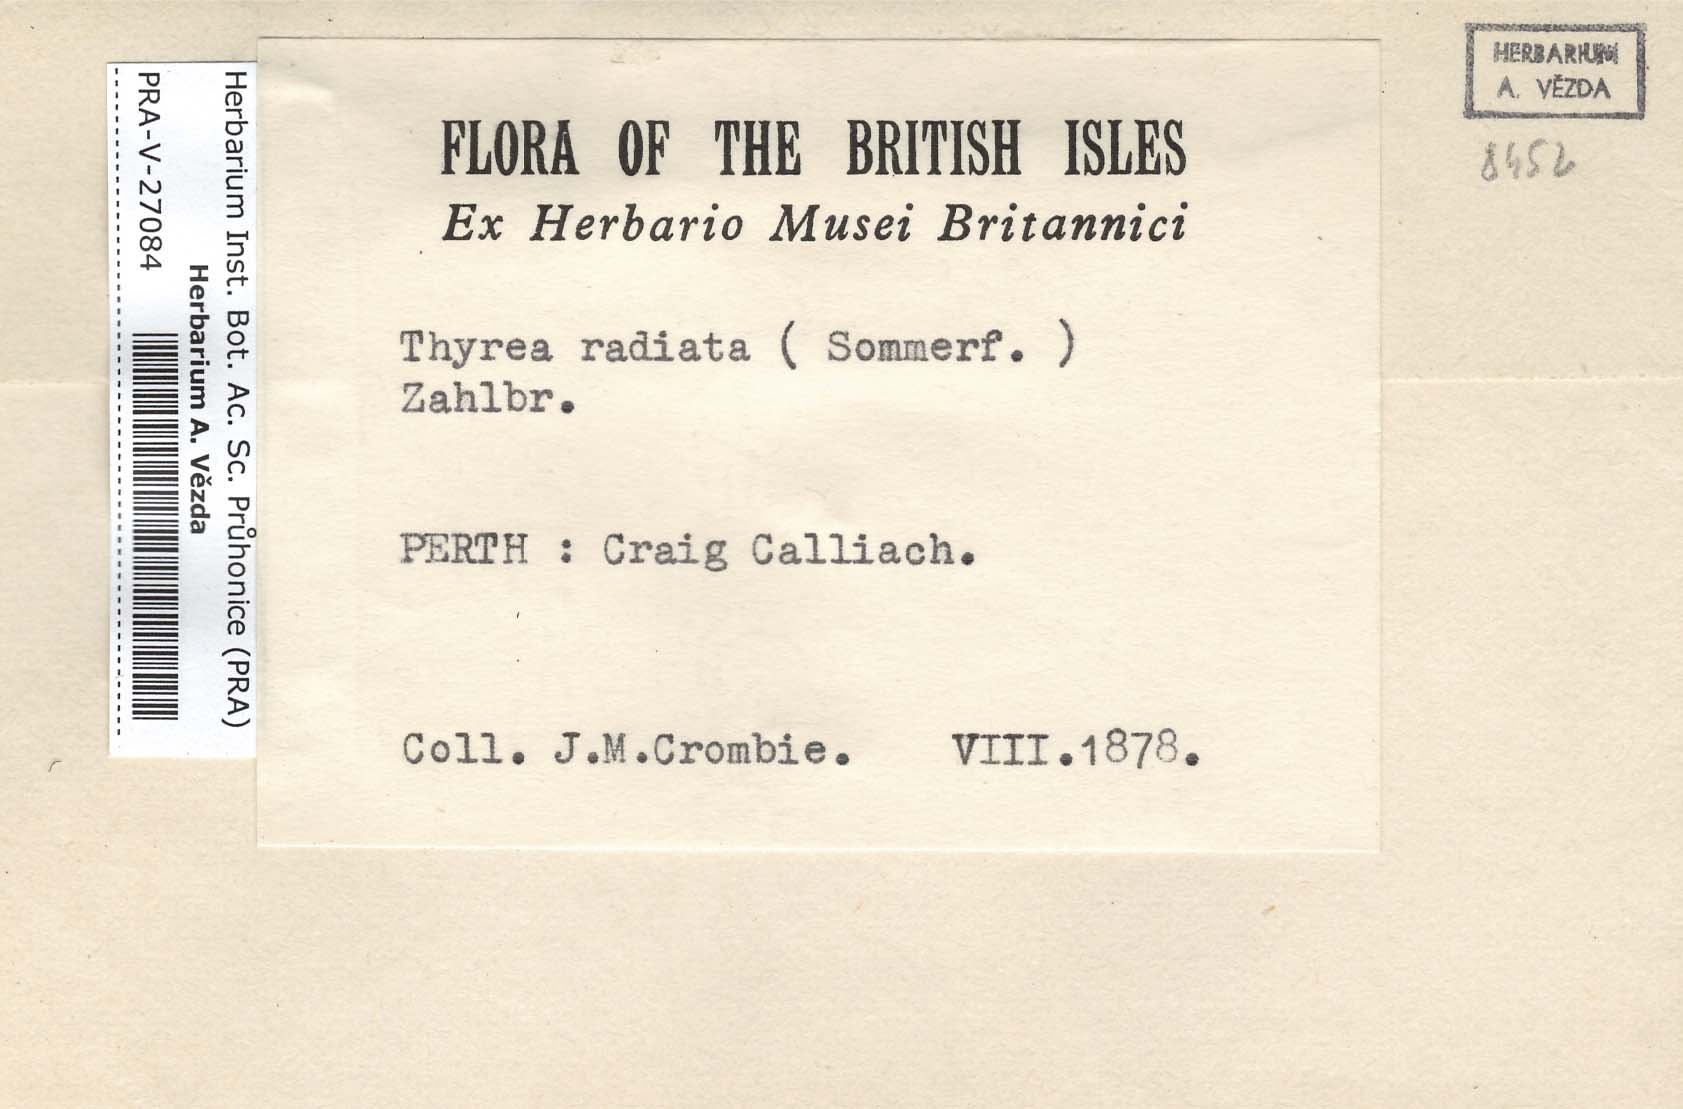 HERBARIUM
A. VĚZDA
8452
FLORA OF THE BRITISH ISLES
Ex Herbario Musei Britannici
Thyrea radiata ( Sommerf. )
Zahlbr.
PERTH : Craig Calliach.
Coll. J.M.Crombie. VIII.1878.
Herbarium Inst. Bot. Ac. Sc. Průhonice (PRA)
Herbarium A. Vězda
PRA-V-27084